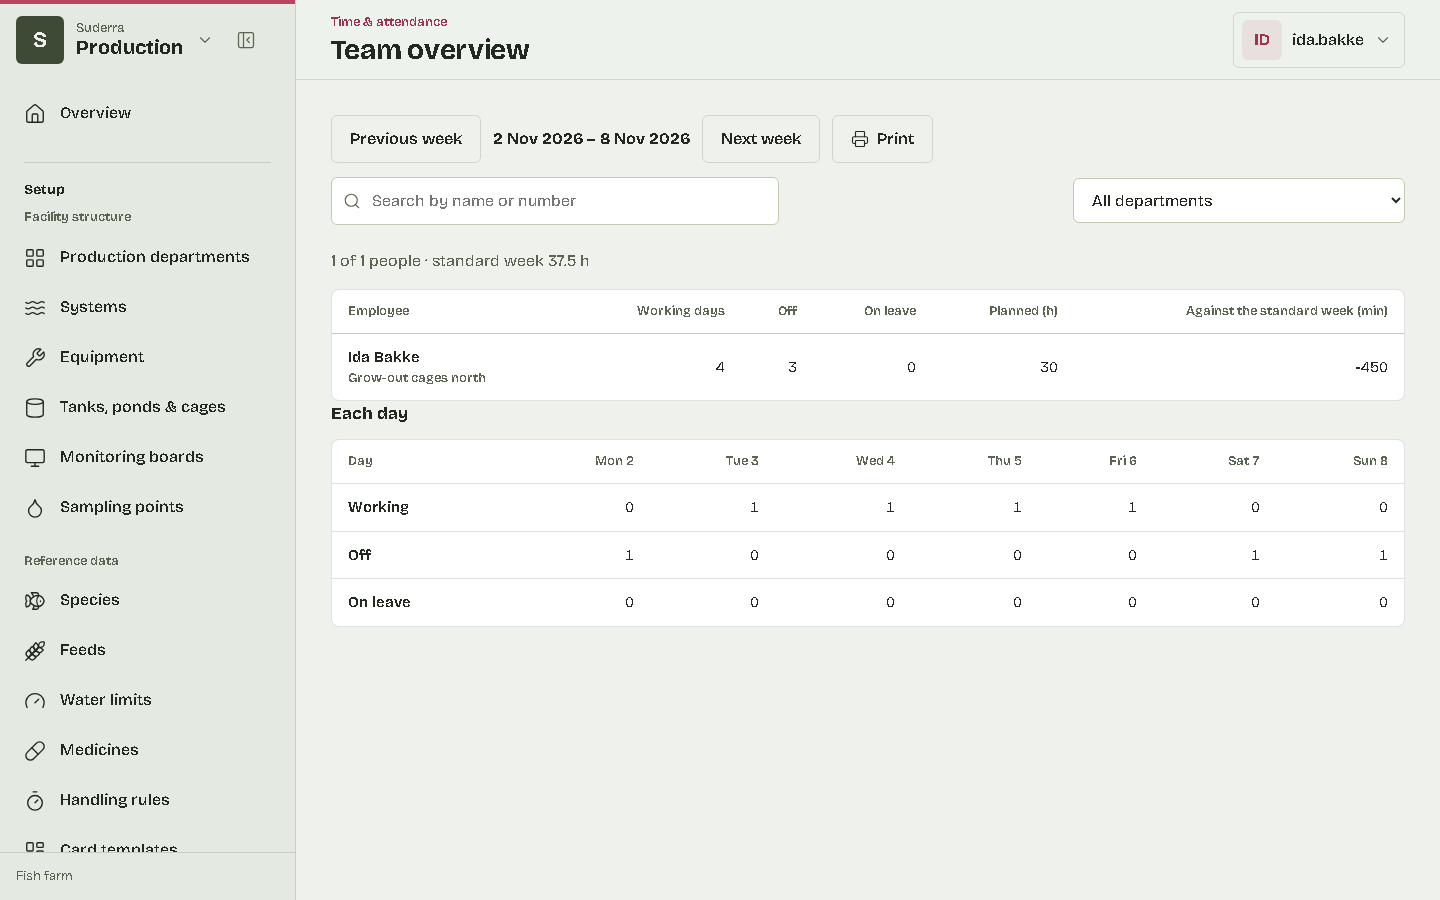 S
Suderra
Production
Time & attendance
Team overview
ID
ida.bakke
Overview
Setup
Facility structure
Production departments
Systems
Equipment
Tanks, ponds & cages
Monitoring boards
Sampling points
Reference data
Species
Feeds
Water limits
Medicines
Handling rules
Card templates
Fish farm
Previous week
2 Nov 2026 – 8 Nov 2026
Next week
Print
Search by name or number
All departments
1 of 1 people · standard week 37.5 h
Employee Working days Off On leave Planned (h) Against the standard week (min)
Ida Bakke 4 3 0 30 -450
Grow-out cages north
Each day
Day Mon 2 Tue 3 Wed 4 Thu 5 Fri 6 Sat 7 Sun 8
Working 0 1 1 1 1 0 0
Off 1 0 0 0 0 1 1
On leave 0 0 0 0 0 0 0